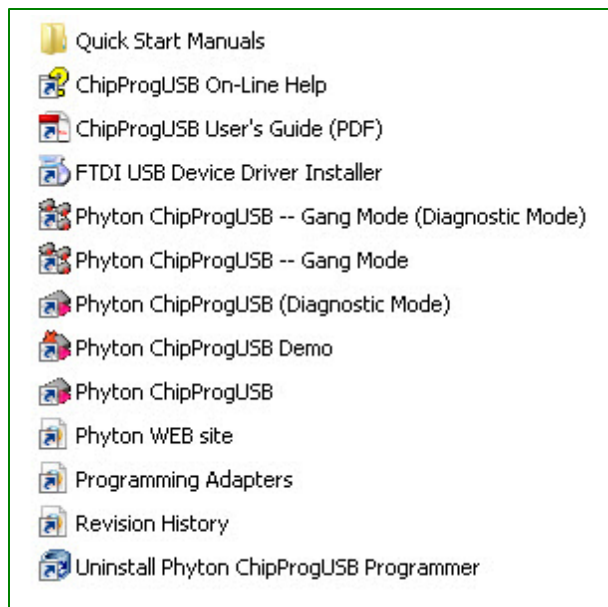 Quick Start Manuals
ChipProgUSB On-Line Help
ChipProgUSB User's Guide (PDF)
FTDI USB Device Driver Installer
Phyton ChipProgUSB -- Gang Mode (Diagnostic Mode)
Phyton ChipProgUSB -- Gang Mode
Phyton ChipProgUSB (Diagnostic Mode)
Phyton ChipProgUSB Demo
Phyton ChipProgUSB
Phyton WEB site
Programming Adapters
Revision History
Uninstall Phyton ChipProgUSB Programmer